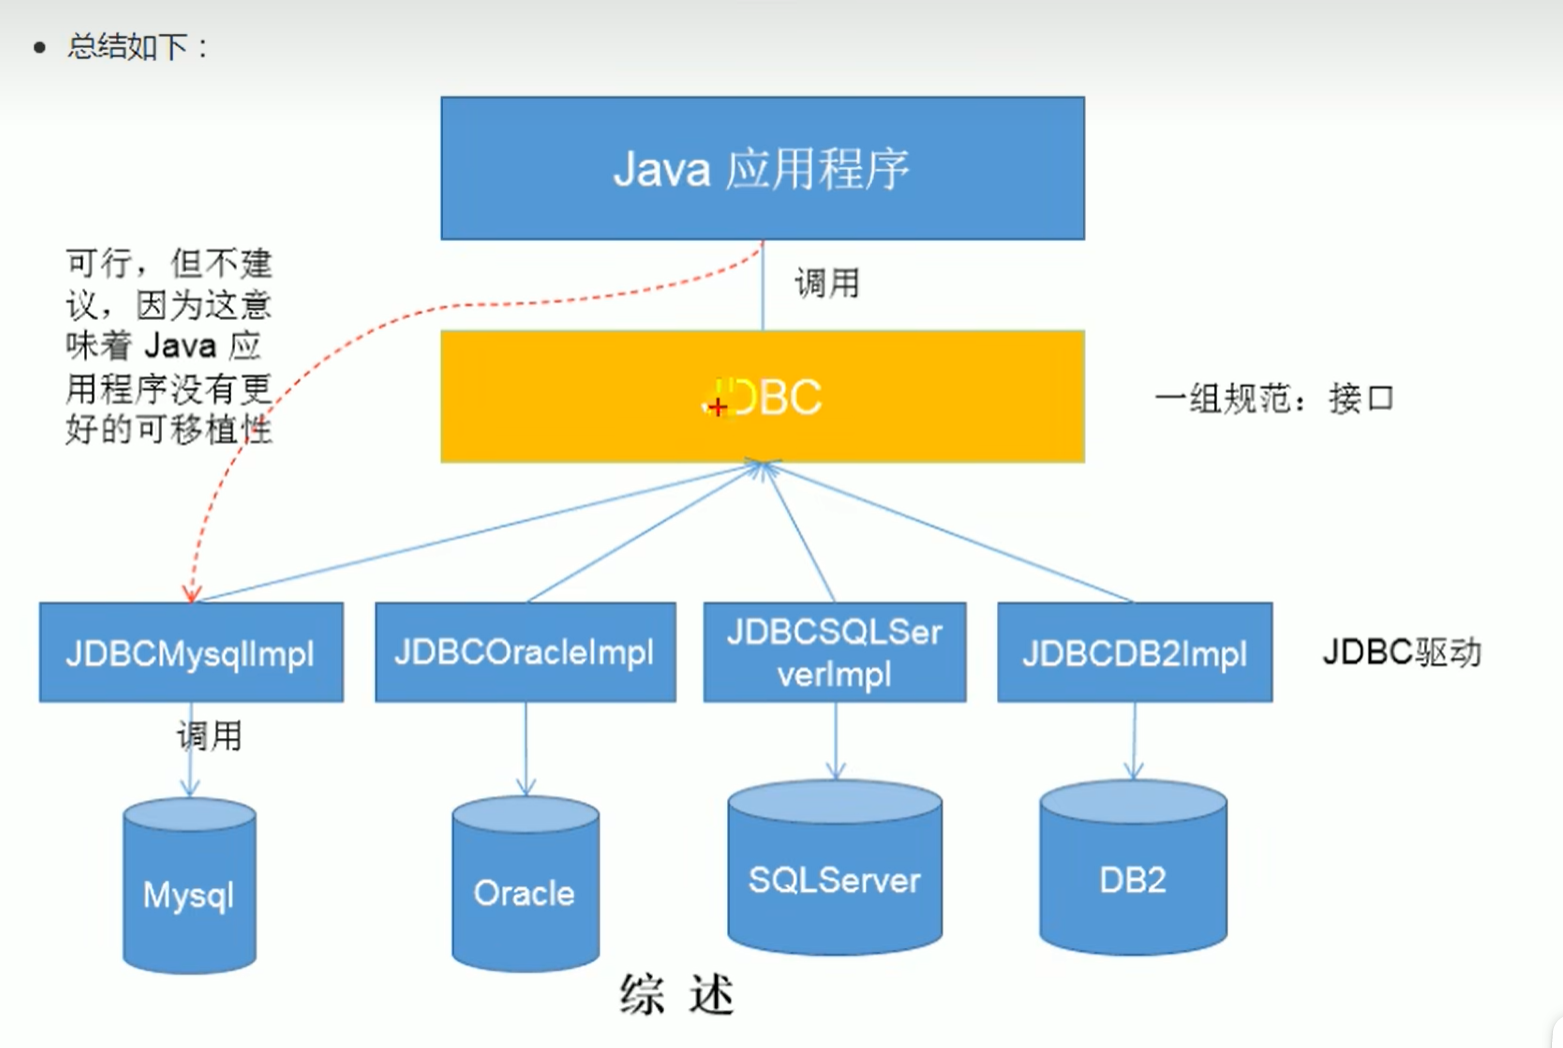 总结如下：
Java 应用程序
可行，但不建
议，因为这意
味着 Java 应
用程序没有更
好的可移植性
调用
JDBC
一组规范：接口
JDBCMysqlImpl
JDBCOracleImpl
JDBCSQLSer
verImpl
JDBCDB2Impl
JDBC驱动
调用
Mysql
Oracle
SQLServer
DB2
综 述